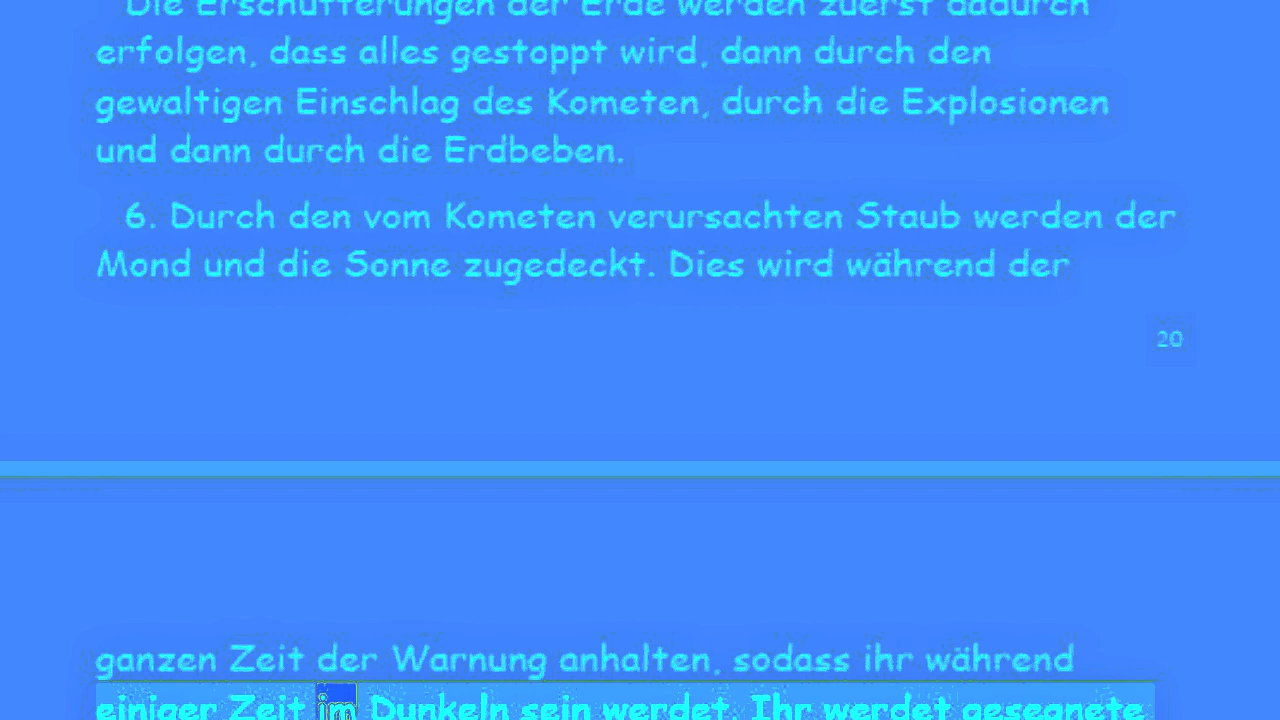 Die Erschütterungen der Erde werden zuerst dadurch
erfolgen, dass alles gestoppt wird, dann durch den
gewaltigen Einschlag des Kometen, durch die Explosionen
und dann durch die Erdbeben.
6. Durch den vom Kometen verursachten Staub werden der
Mond und die Sonne zugedeckt. Dies wird während der
20
ganzen Zeit der Warnung anhalten, sodass ihr während
einiger Zeit im Dunkeln sein werdet. Ihr werdet gesegnete